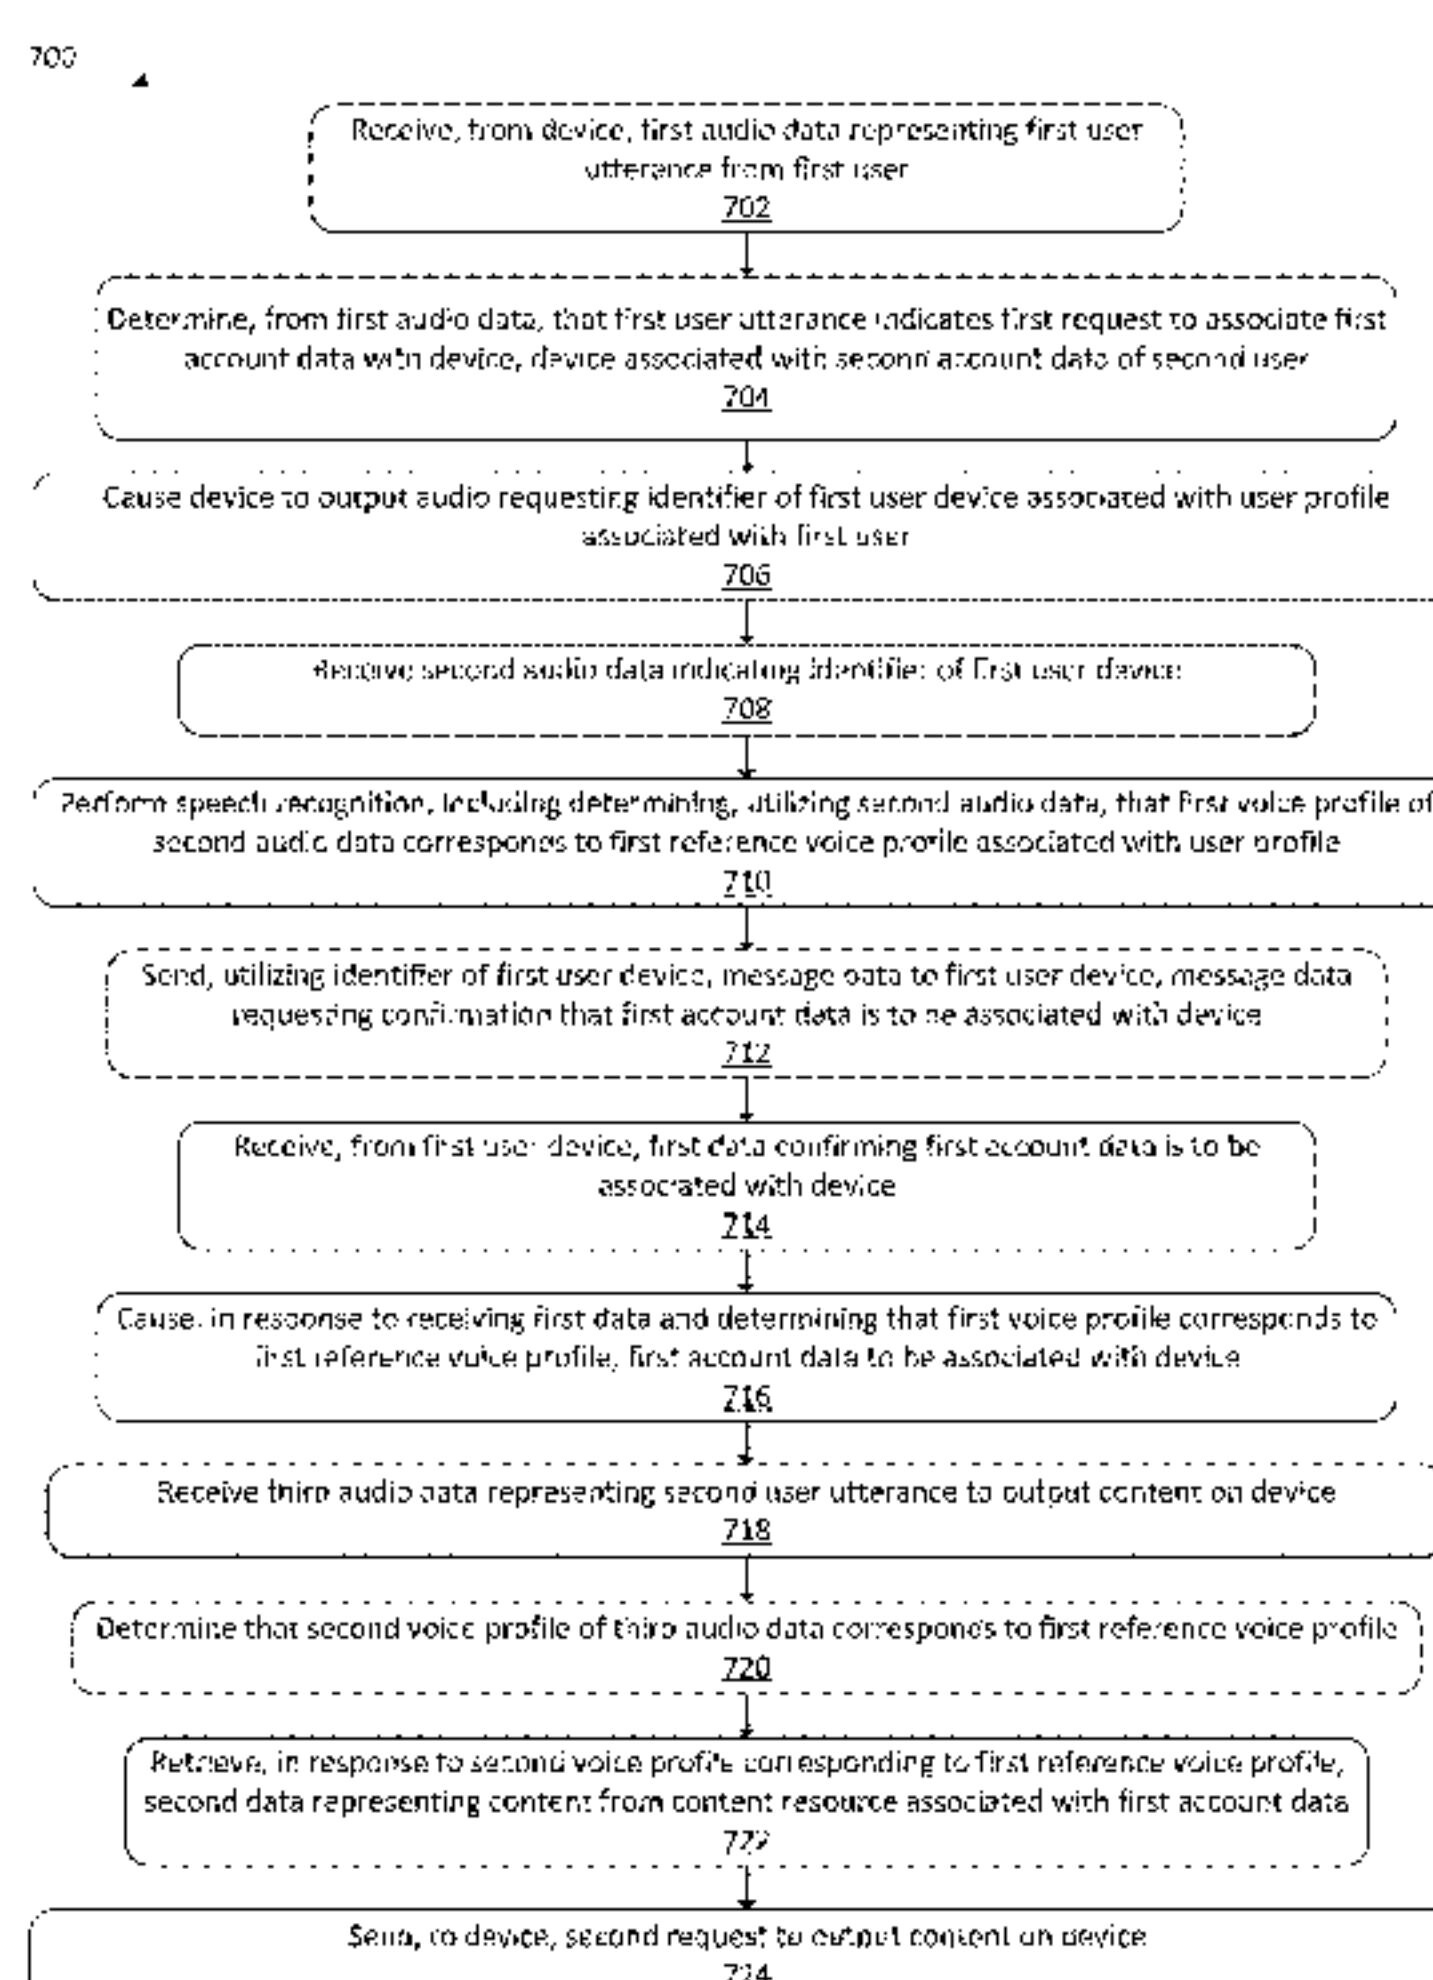 700
Receive, from device, first audio data representing first user
utterance from first user
702
Determine, from first audio data, that first user utterance indicates first request to associate first
account data with device, device associated with second account data of second user
704
Cause device to output audio requesting identifier of first user device associated with user profile
associated with first user
706
Receive second audio data indicating identifier of first user device
708
Perform speech recognition, including determining, utilizing second audio data, that first voice profile of
second audio data corresponds to first reference voice profile associated with user profile
710
Send, utilizing identifier of first user device, message data to first user device, message data
requesting confirmation that first account data is to be associated with device
712
Receive, from first user device, first data confirming first account data is to be
associated with device
714
Cause, in response to receiving first data and determining that first voice profile corresponds to
first reference voice profile, first account data to be associated with device
716
Receive third audio data representing second user utterance to output content on device
718
Determine that second voice profile of third audio data corresponds to first reference voice profile
720
Retrieve, in response to second voice profile corresponding to first reference voice profile,
second data representing content from content resource associated with first account data
722
Send, to device, second request to output content on device
724